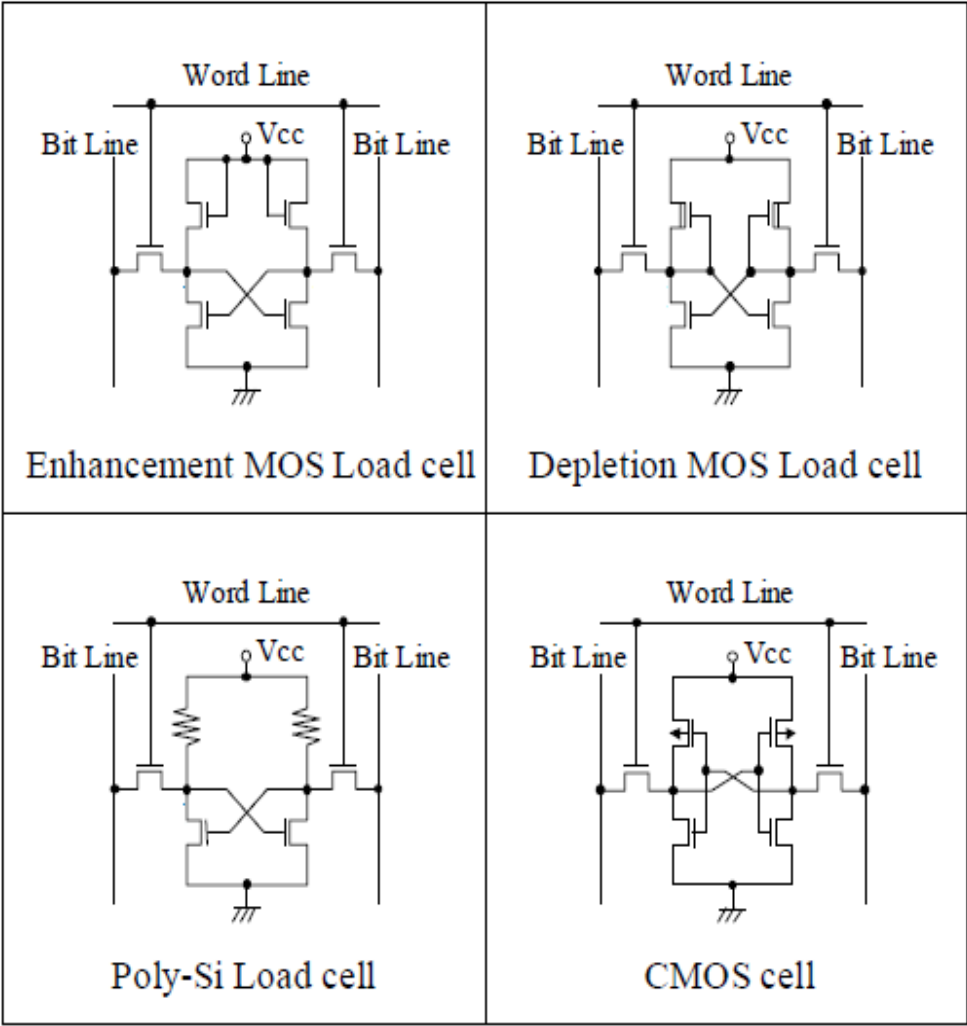 Word Line
Bit Line Vcc Bit Line
Enhancement MOS Load cell
Word Line
Bit Line Vcc Bit Line
Depletion MOS Load cell
Word Line
Bit Line Vcc Bit Line
Poly-Si Load cell
Word Line
Bit Line Vcc Bit Line
CMOS cell